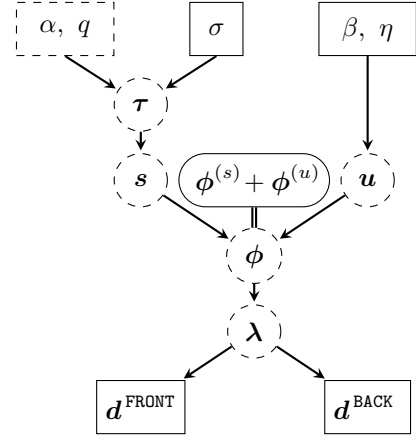 α, q σ β, η
τ
s ϕ⁽ˢ⁾ + ϕ⁽ᵘ⁾ u
ϕ
λ
d^FRONT d^BACK